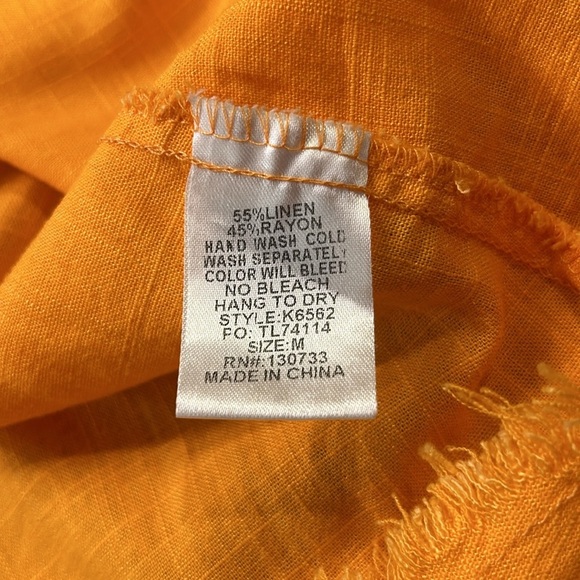 55%LINEN
45%RAYON
HAND WASH COLD
WASH SEPARATELY
COLOR WILL BLEED
NO BLEACH
HANG TO DRY
STYLE:K6562
PO: TL74114
SIZE:M
RN#:130733
MADE IN CHINA